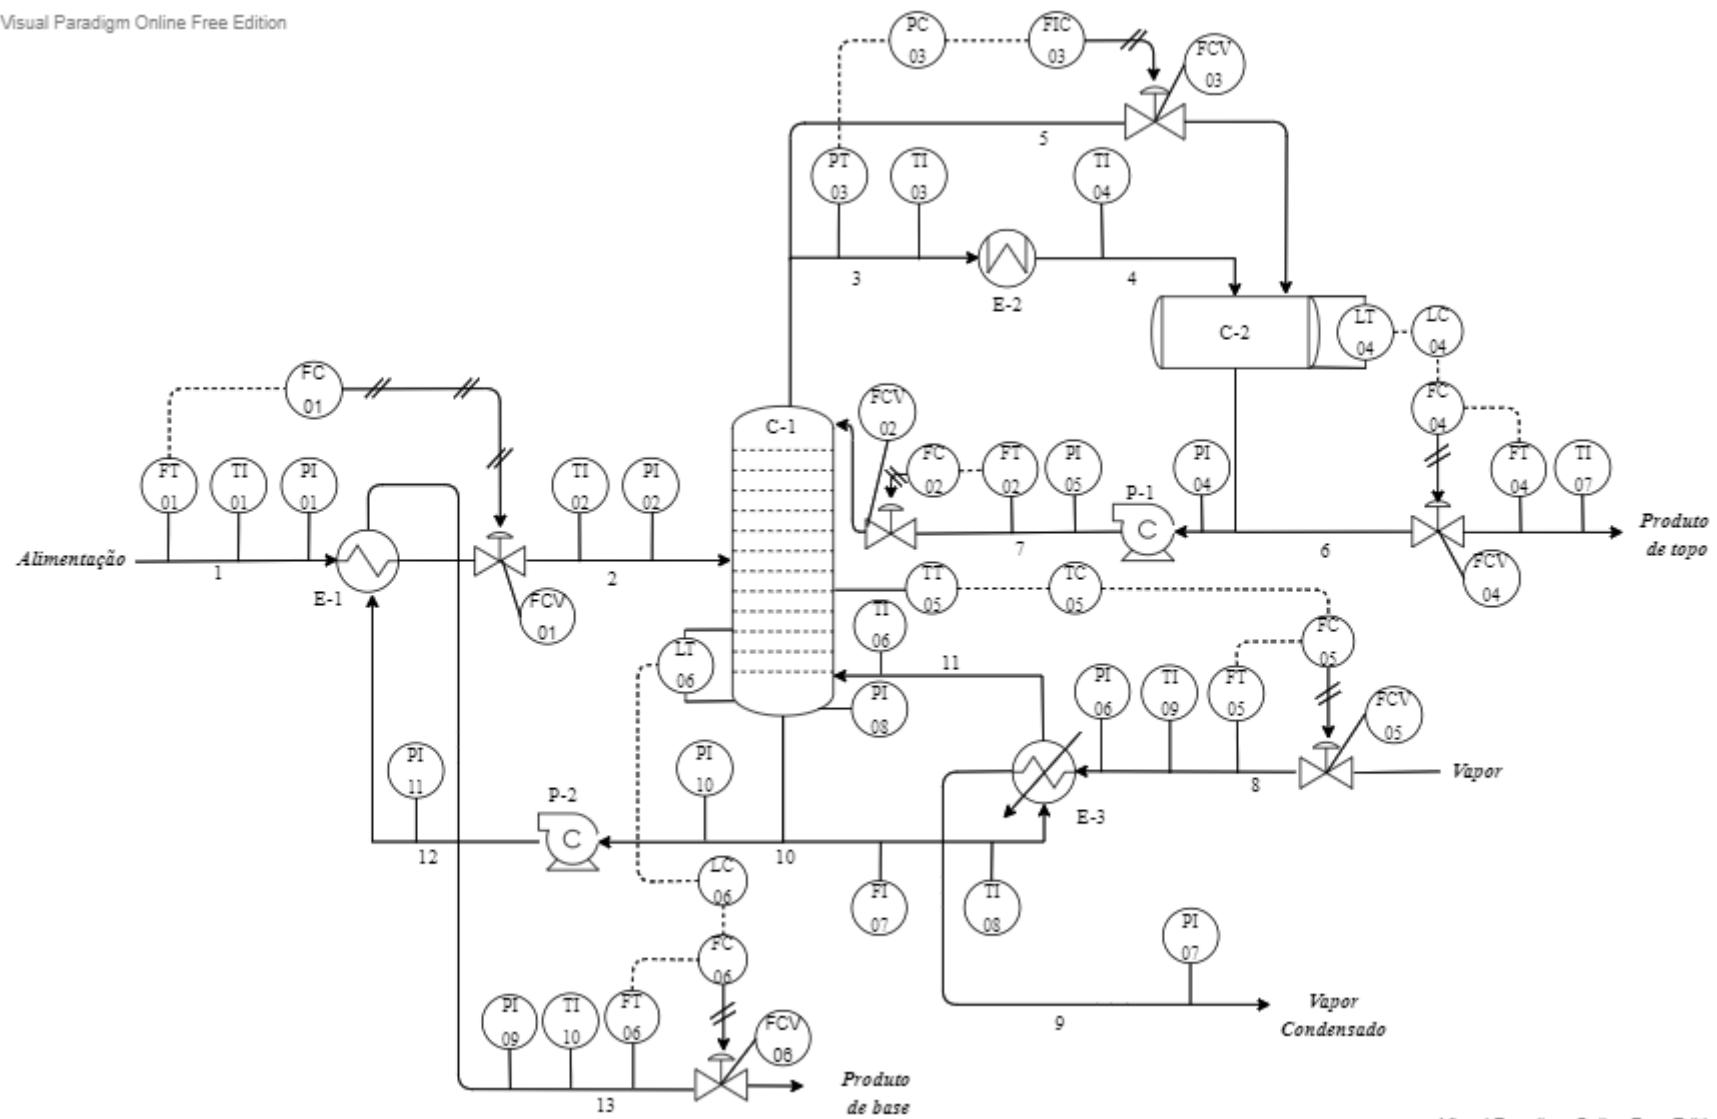 Visual Paradigm Online Free Edition
PC
03
FIC
03
FCV
03
5
PT
03
TI
03
TI
04
3
E-2
4
C-2
LT
04
LC
04
FC
01
FC
04
C-1
FCV
02
FT
01
TI
01
PI
01
TI
02
PI
02
FC
02
FT
02
PI
05
P-1
C
PI
04
FT
04
TI
07
Produto
de topo
Alimentação
1
E-1
2
7
6
FCV
01
FCV
04
TT
05
TC
05
TI
06
FC
05
LT
06
11
PI
08
PI
06
TI
09
FT
05
FCV
05
PI
11
PI
10
8
Vapor
E-3
P-2
C
12
10
LC
06
FI
07
TI
08
PI
07
FC
06
PI
09
TI
10
FT
06
9
Vapor
Condensado
FCV
06
13
Produto
de base